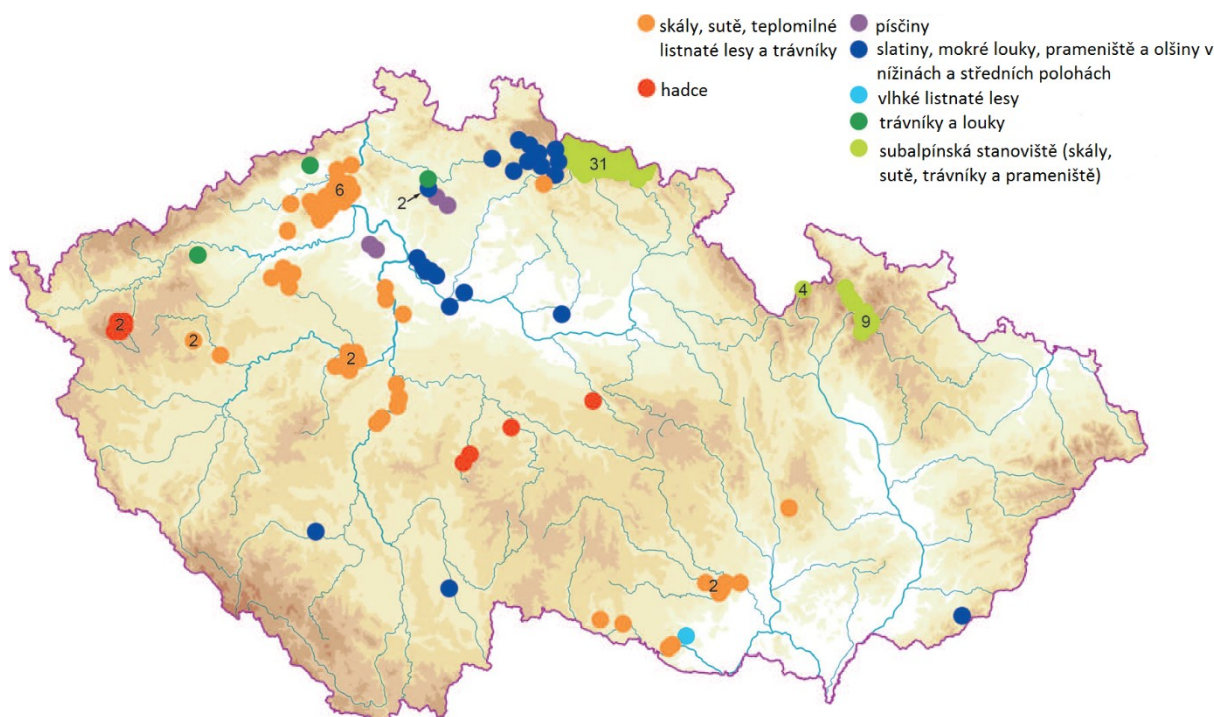 skály, sutě, teplomilné
listnaté lesy a trávníky
hadce
písčiny
slatiny, mokré louky, prameniště a olšiny v
nížinách a středních polohách
vlhké listnaté lesy
trávníky a louky
subalpínská stanoviště (skály,
sutě, trávníky a prameniště)
31
6
2
4
2
9
2
2
2